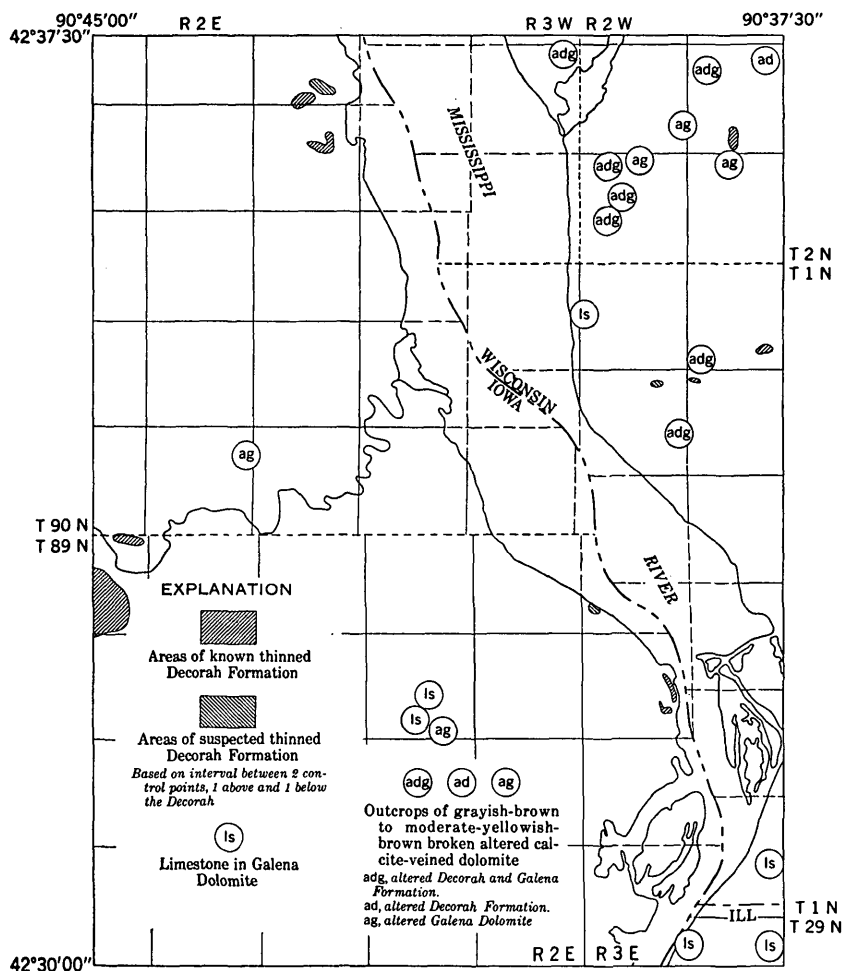 90°45'00" R 2 E R 3 W R 2 W 90°37'30"
42°37'30"
adg
adg
ad
ag
adg
ag
ag
adg
adg
MISSISSIPPI
T 2 N
T 1 N
ls
adg
WISCONSIN
IOWA
adg
ag
T 90 N
T 89 N
RIVER
EXPLANATION
Areas of known thinned
Decorah Formation
Areas of suspected thinned
Decorah Formation
Based on interval between 2 con-
trol points, 1 above and 1 below
the Decorah
ls
Limestone in Galena
Dolomite
ls
ls
ag
adg ad ag
Outcrops of grayish-brown
to moderate-yellowish-
brown broken altered cal-
cite-veined dolomite
adg, altered Decorah and Galena
Formation.
ad, altered Decorah Formation.
ag, altered Galena Dolomite
ls
T 1 N
ILL
T 29 N
ls
ls
42°30'00" R 2 E R 3 E